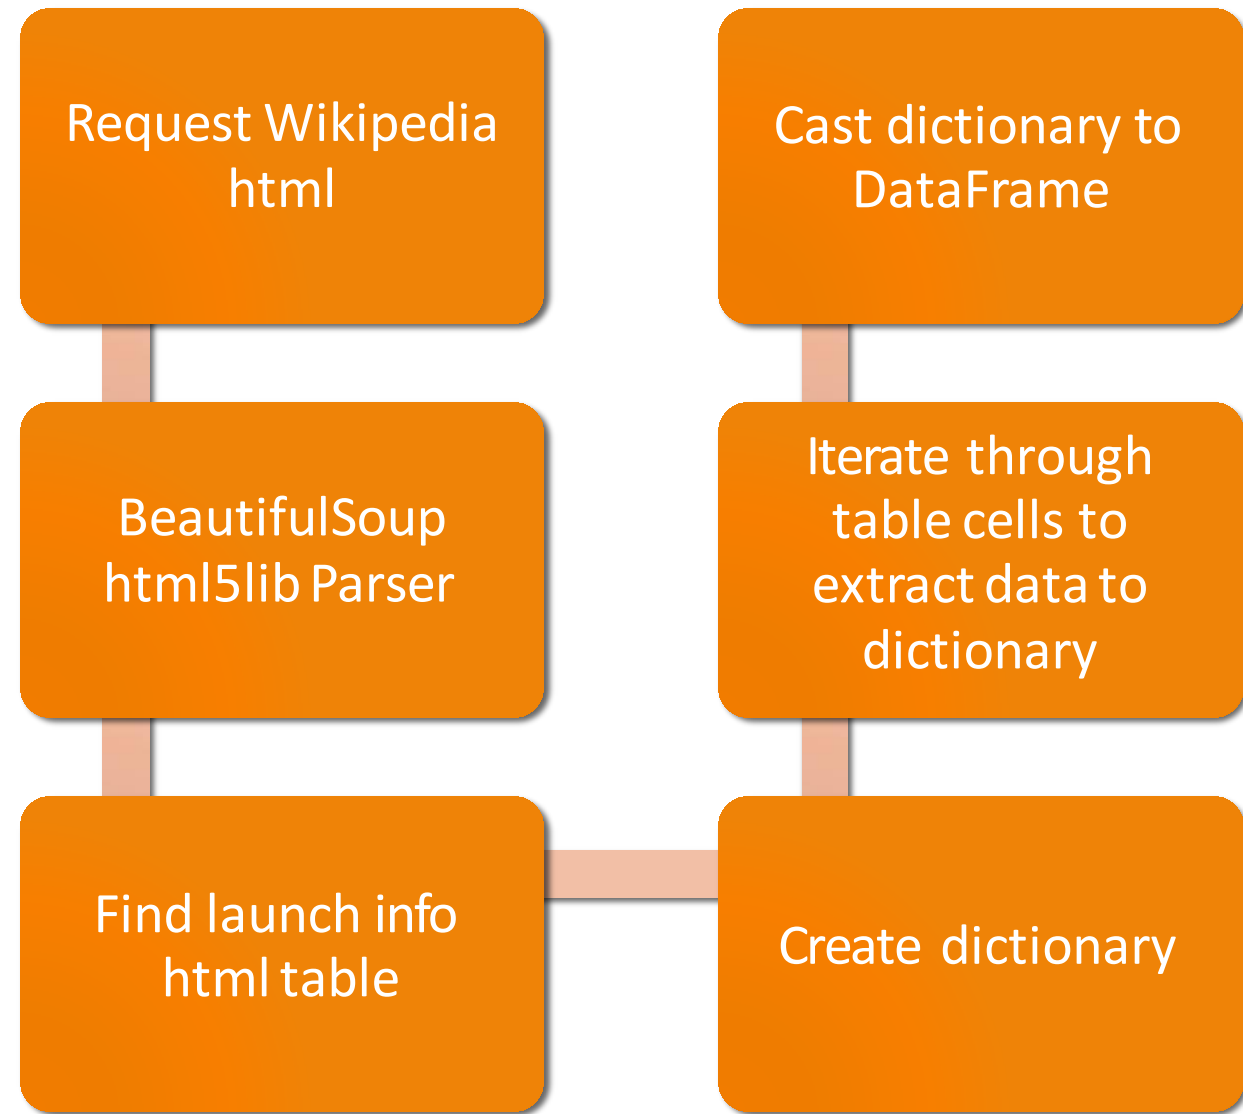 Request Wikipedia
html
BeautifulSoup
html5lib Parser
Find launch info
html table
Create dictionary
Iterate through
table cells to
extract data to
dictionary
Cast dictionary to
DataFrame